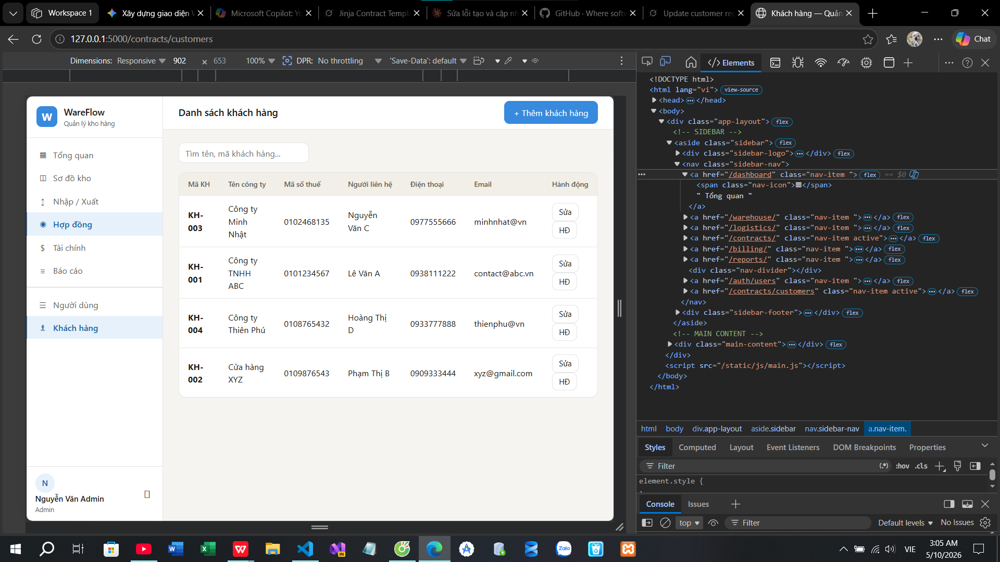 Workspace 1
Xây dựng giao diện W
Microsoft Copilot: Yo
Jinja Contract Templ
Sửa lỗi tạo và cập nh
GitHub · Where softw
Update customer reg
Khách hàng — Quản
127.0.0.1:5000/contracts/customers
Chat
Dimensions: Responsive
902
×
653
100%
DPR:
No throttling
'Save-Data': default
Elements
W
WareFlow
Quản lý kho hàng
Tổng quan
Sơ đồ kho
Nhập / Xuất
Hợp đồng
$ Tài chính
Báo cáo
Người dùng
Khách hàng
N
Nguyễn Văn Admin
Admin
Danh sách khách hàng
+ Thêm khách hàng
Tìm tên, mã khách hàng...
Mã KH Tên công ty Mã số thuế Người liên hệ Điện thoại Email Hành động
KH-003 Công ty Minh Nhật 0102468135 Nguyễn Văn C 0977555666 minhnhat@vn Sửa HĐ
KH-001 Công ty TNHH ABC 0101234567 Lê Văn A 0938111222 contact@abc.vn Sửa HĐ
KH-004 Công ty Thiên Phú 0108765432 Hoàng Thị D 0933777888 thienphu@vn Sửa HĐ
KH-002 Cửa hàng XYZ 0109876543 Phạm Thị B 0909333444 xyz@gmail.com Sửa HĐ
<!DOCTYPE html>
<html lang="vi"> view-source
<head> ••• </head>
<body>
<div class="app-layout"> flex
<!-- SIDEBAR -->
<aside class="sidebar"> flex
<div class="sidebar-logo"> ••• </div> flex
<nav class="sidebar-nav">
<a href="/dashboard" class="nav-item "> flex == $0
<span class="nav-icon">▦</span>
" Tổng quan "
</a>
<a href="/warehouse/" class="nav-item "> ••• </a> flex
<a href="/logistics/" class="nav-item "> ••• </a> flex
<a href="/contracts/" class="nav-item active"> ••• </a> flex
<a href="/billing/" class="nav-item "> ••• </a> flex
<a href="/reports/" class="nav-item "> ••• </a> flex
<div class="nav-divider"></div>
<a href="/auth/users" class="nav-item "> ••• </a> flex
<a href="/contracts/customers" class="nav-item active"> ••• </a> flex
</nav>
<div class="sidebar-footer"> ••• </div> flex
</aside>
<!-- MAIN CONTENT -->
<div class="main-content"> ••• </div> flex
</div>
<script src="/static/js/main.js"></script>
</body>
</html>
html body div.app-layout aside.sidebar nav.sidebar-nav a.nav-item.
Styles Computed Layout Event Listeners DOM Breakpoints Properties
Filter (.*) :hov .cls
element.style {
Console Issues
top Filter Default levels No Issues
VIE
3:05 AM
5/10/2026